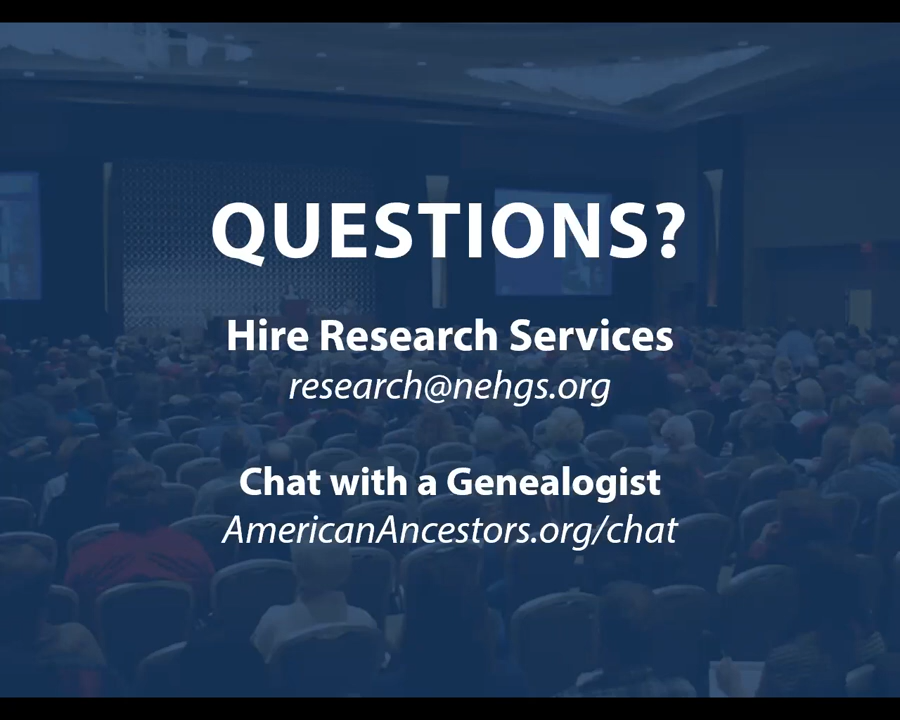 QUESTIONS?
Hire Research Services
research@nehgs.org
Chat with a Genealogist
AmericanAncestors.org/chat